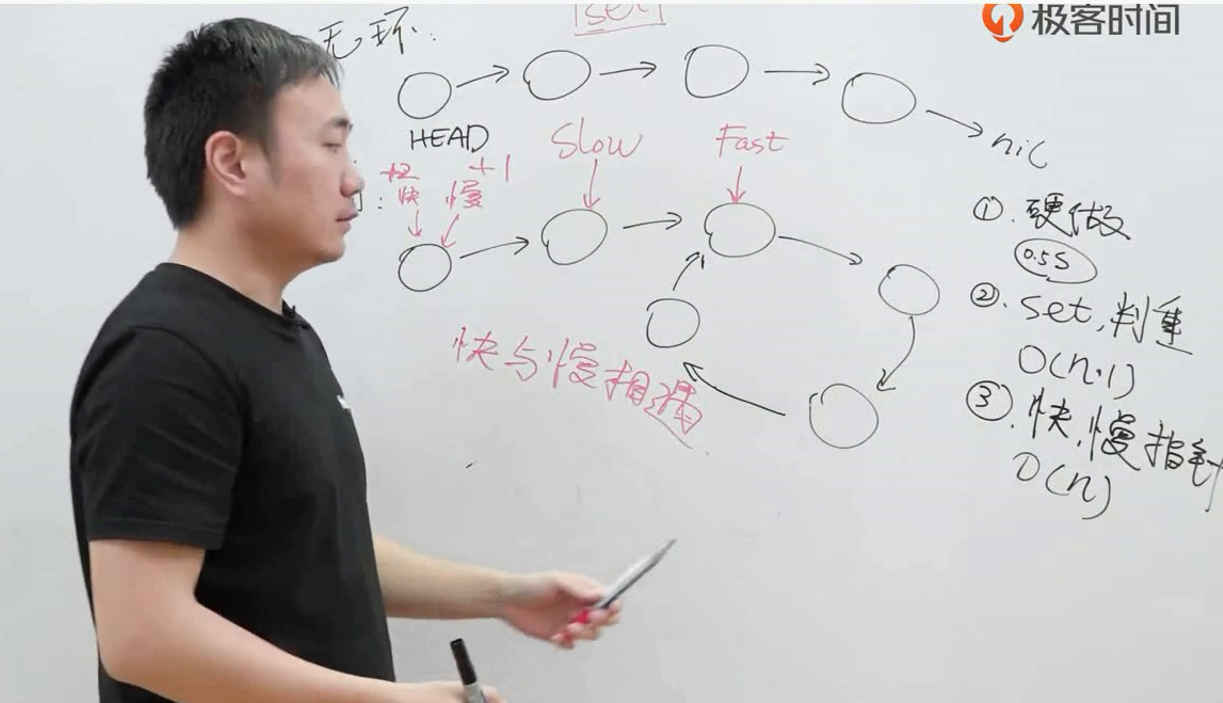 极客时间
set
无环:
HEAD
nil
Slow
Fast
+2
+1
快
慢
快与慢相遇
①.硬做
0.5S
②.set,判重
O(n·1)
③.快.慢指针
O(n)